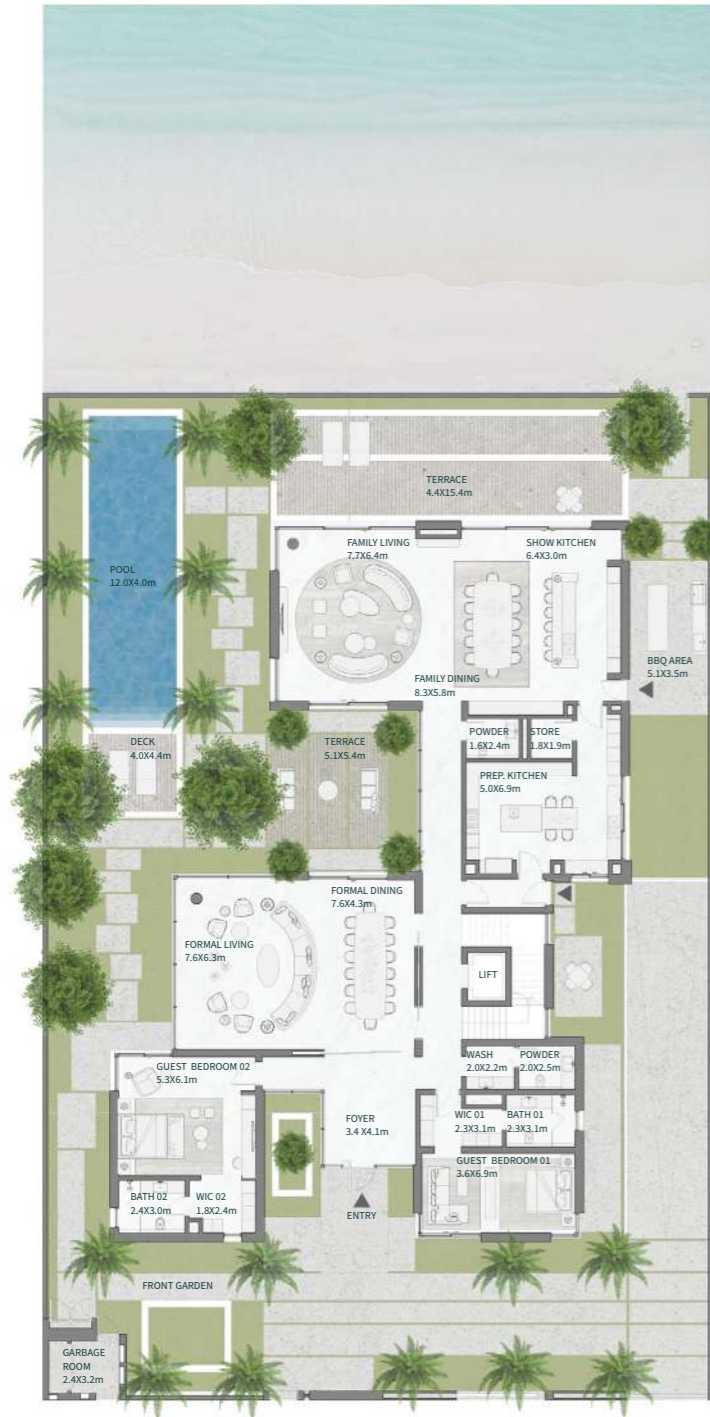 TERRACE
4.4X15.4m
FAMILY LIVING
7.7X6.4m
SHOW KITCHEN
6.4X3.0m
POOL
12.0X4.0m
BBQ AREA
5.1X3.5m
FAMILY DINING
8.3X5.8m
DECK
4.0X4.4m
TERRACE
5.1X5.4m
POWDER
1.6X2.4m
STORE
1.8X1.9m
PREP. KITCHEN
5.0X6.9m
FORMAL DINING
7.6X4.3m
FORMAL LIVING
7.6X6.3m
LIFT
WASH
2.0X2.2m
POWDER
2.0X2.5m
GUEST BEDROOM 02
5.3X6.1m
FOYER
3.4 X4.1m
WIC 01
2.3X3.1m
BATH 01
2.3X3.1m
GUEST BEDROOM 01
3.6X6.9m
BATH 02
2.4X3.0m
WIC 02
1.8X2.4m
ENTRY
FRONT GARDEN
GARBAGE
ROOM
2.4X3.2m